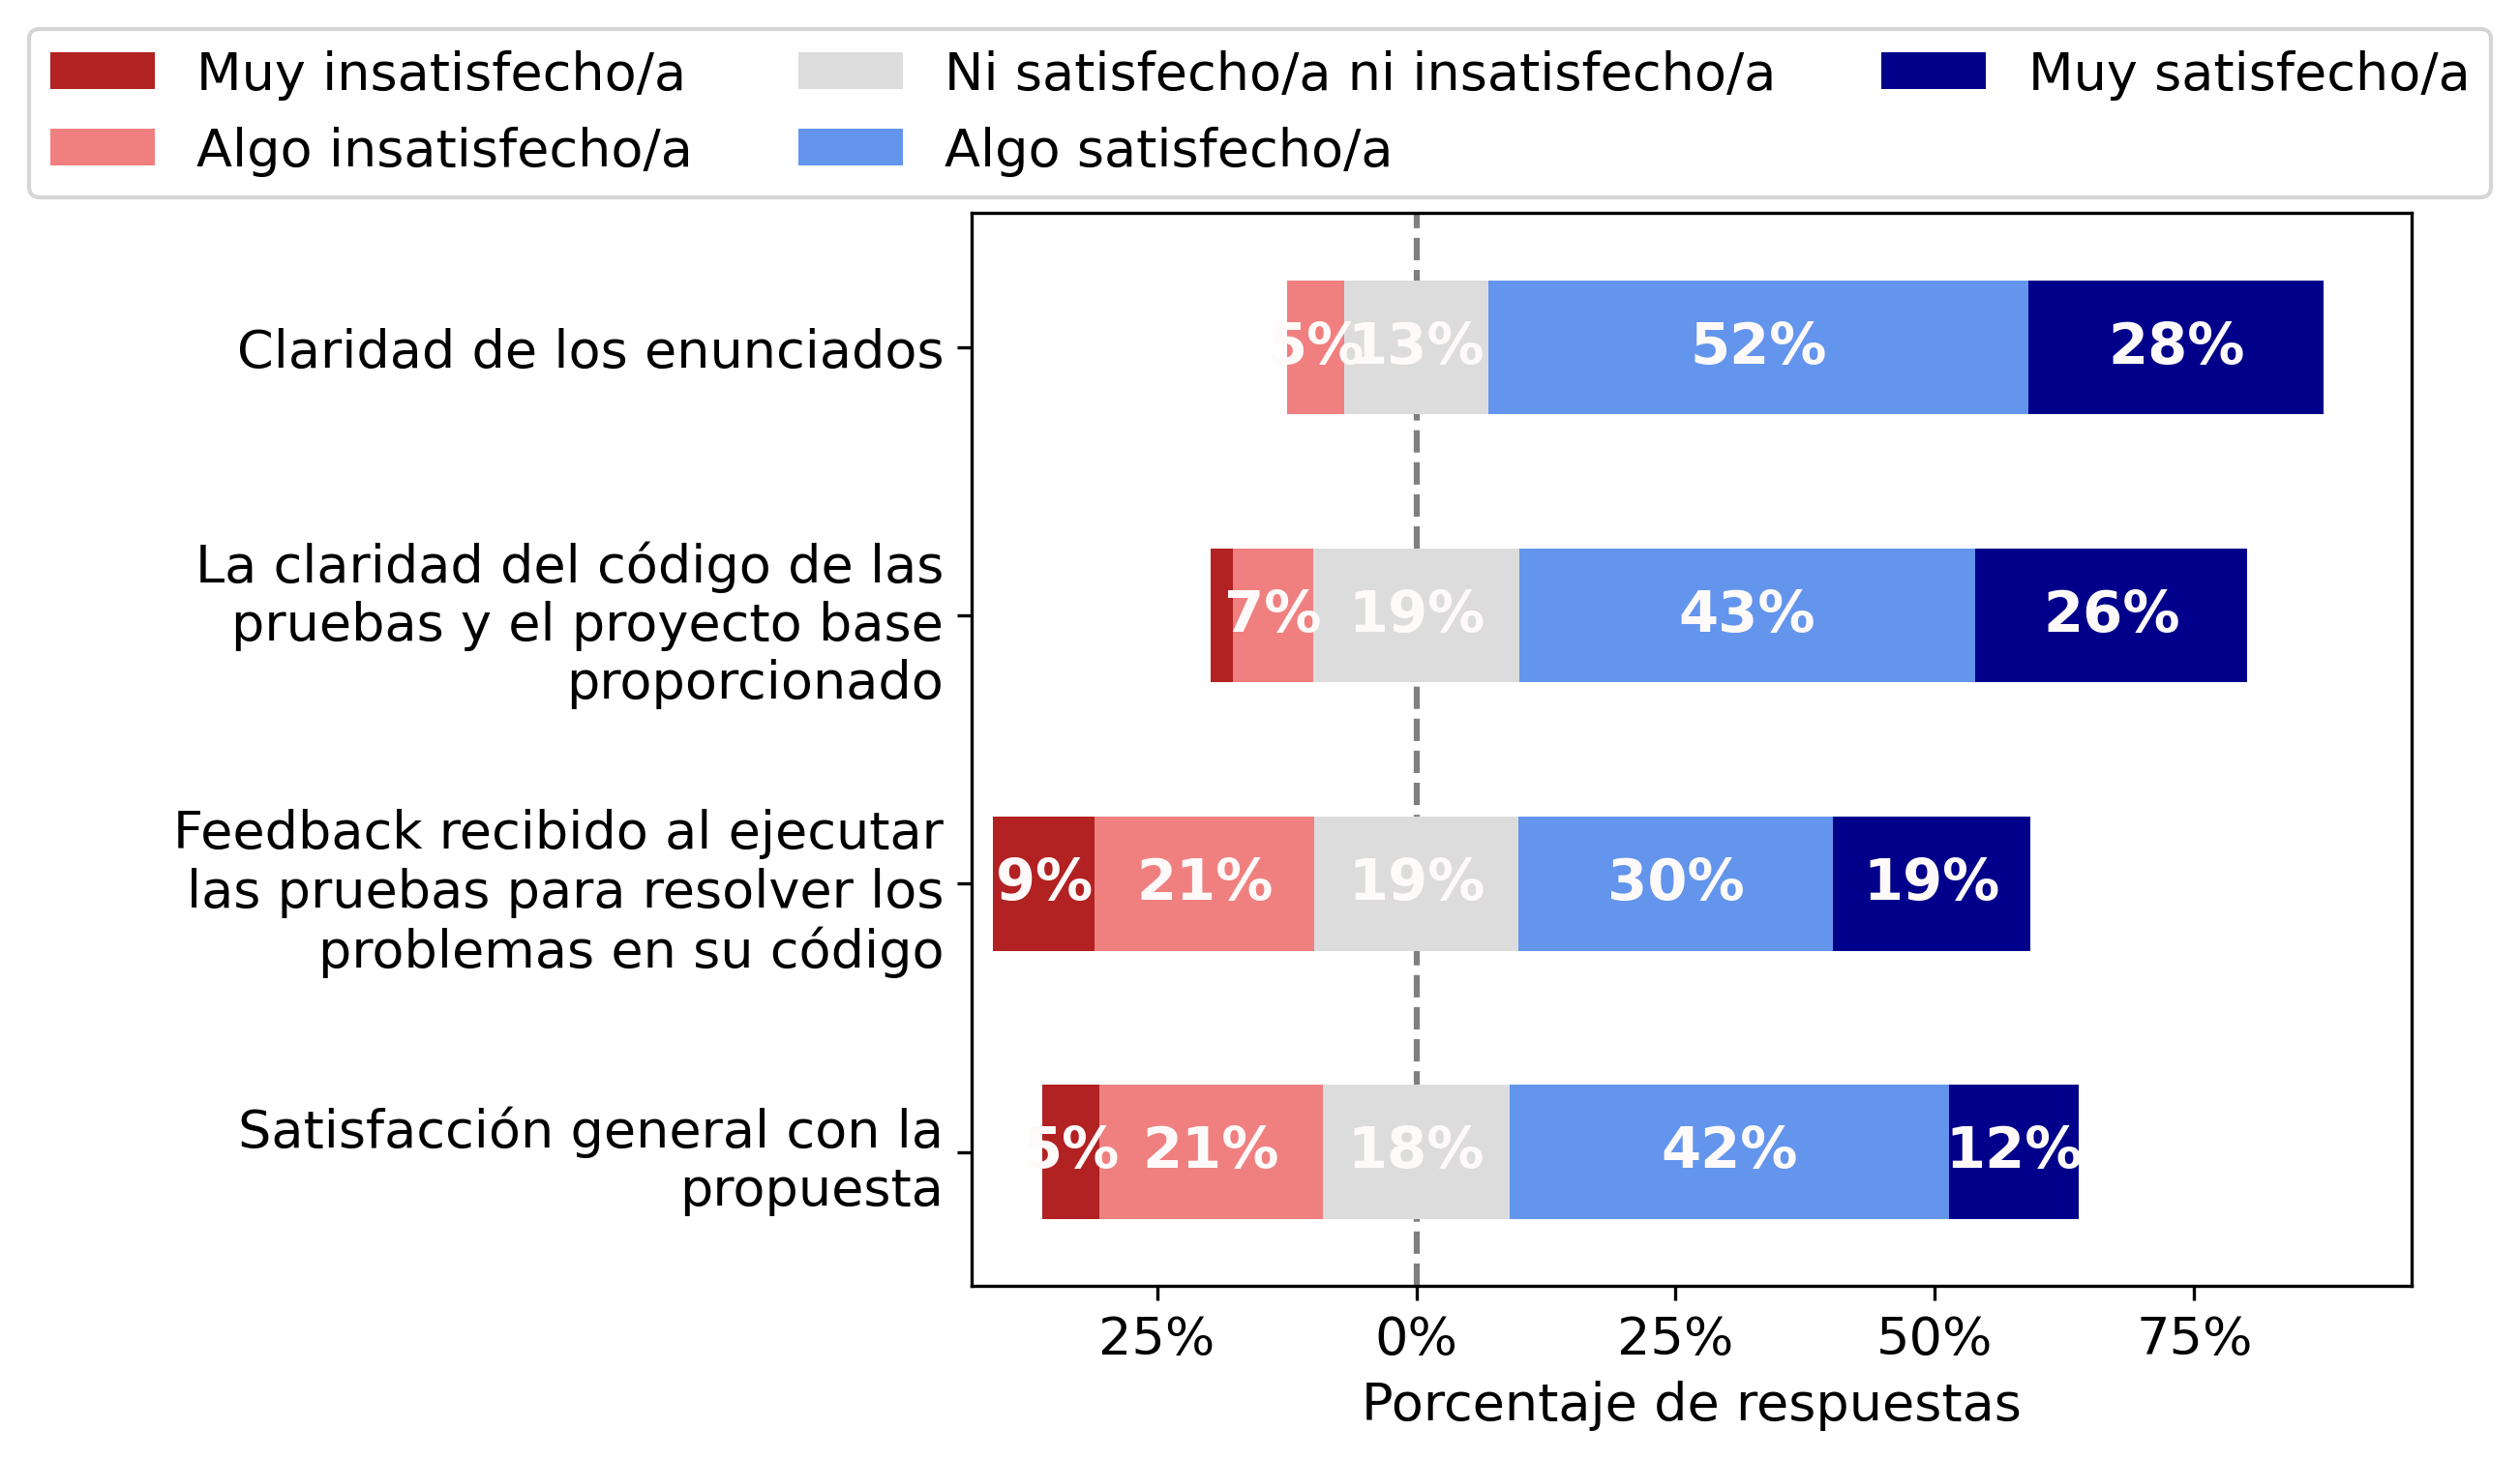 Muy insatisfecho/a
Algo insatisfecho/a
Ni satisfecho/a ni insatisfecho/a
Algo satisfecho/a
Muy satisfecho/a
Claridad de los enunciados
5% 13% 52% 28%
La claridad del código de las
pruebas y el proyecto base
proporcionado
7% 19% 43% 26%
Feedback recibido al ejecutar
las pruebas para resolver los
problemas en su código
9% 21% 19% 30% 19%
Satisfacción general con la
propuesta
5% 21% 18% 42% 12%
25% 0% 25% 50% 75%
Porcentaje de respuestas